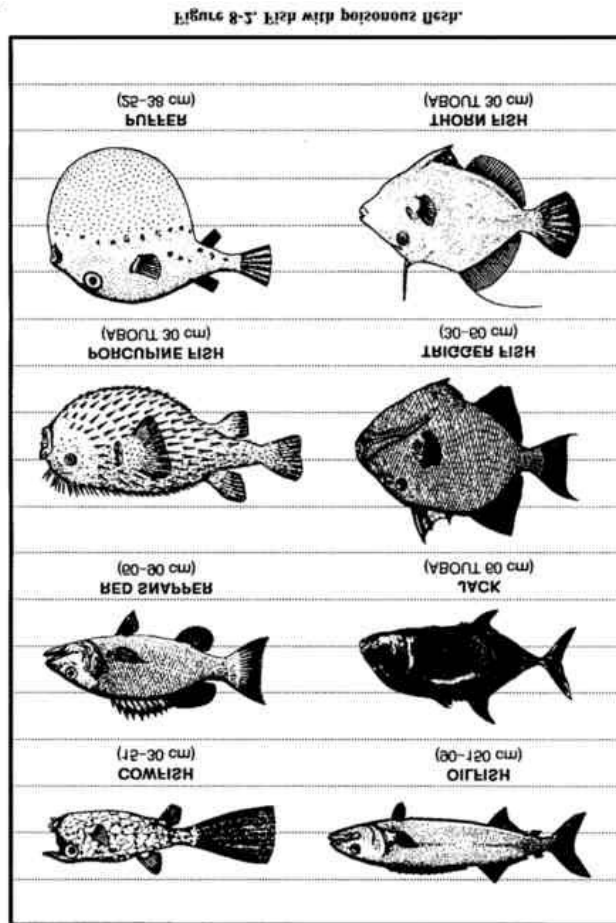 COWFISH
(15–30 cm)
OILFISH
(90–150 cm)
RED SNAPPER
(60–90 cm)
JACK
(ABOUT 60 cm)
PORCUPINE FISH
(ABOUT 30 cm)
TRIGGER FISH
(30–60 cm)
PUFFER
(25–38 cm)
THORN FISH
(ABOUT 30 cm)
Figure 8-2. Fish with poisonous flesh.